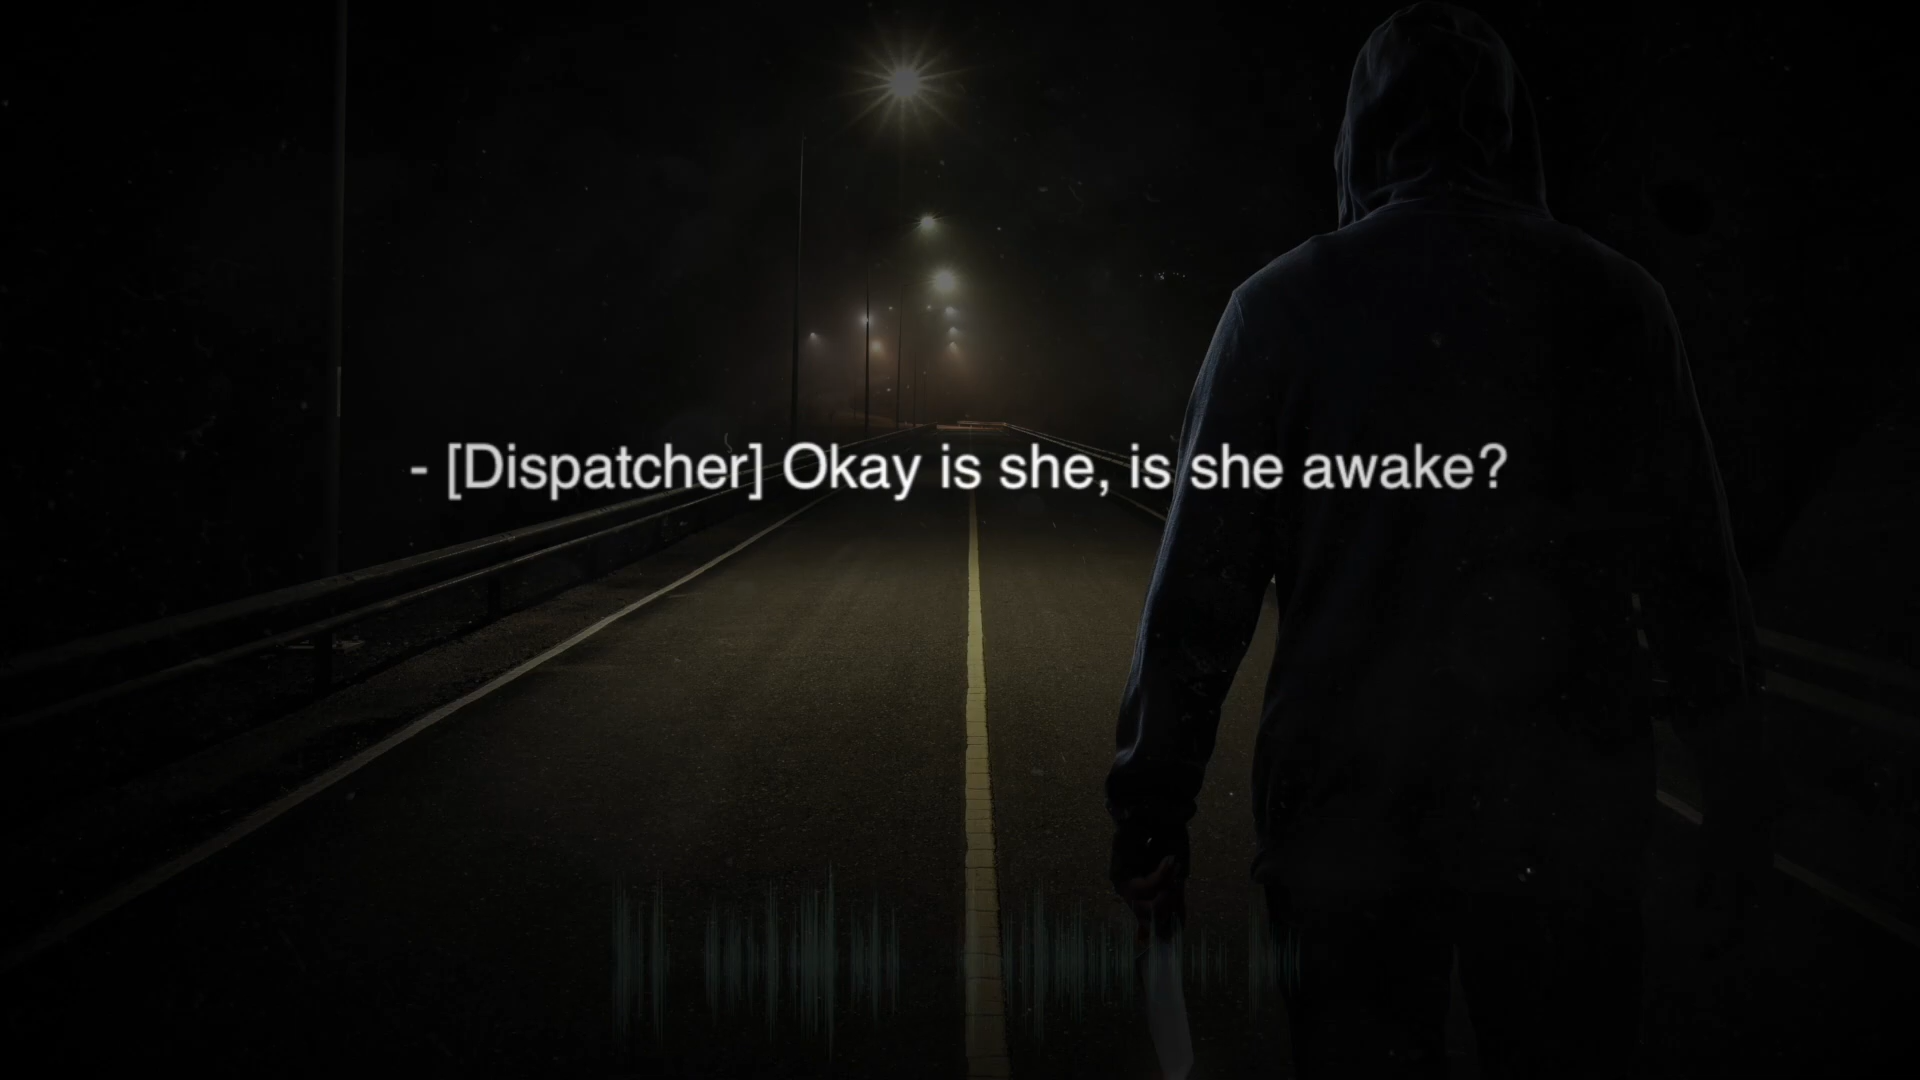 - [Dispatcher] Okay is she, is she awake?